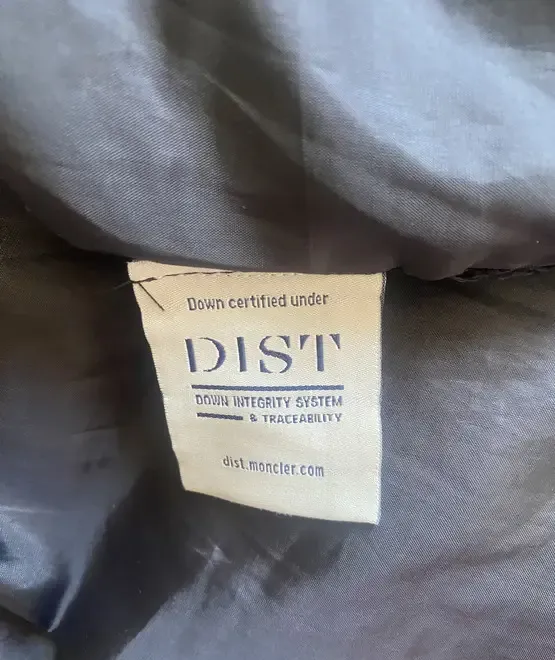 Down certified under
DIST
DOWN INTEGRITY SYSTEM
& TRACEABILITY
dist.moncler.com